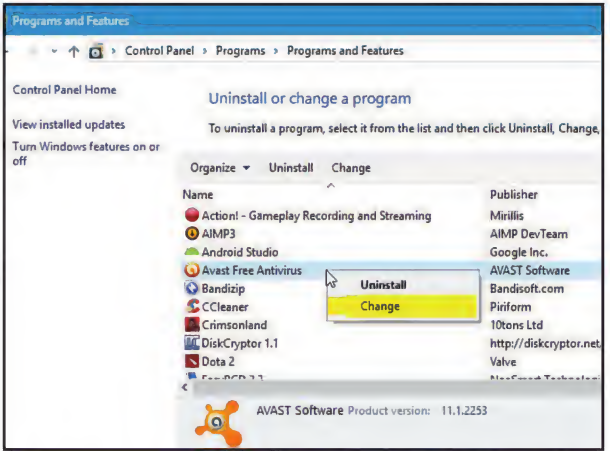 Programs and Features
Control Panel › Programs › Programs and Features
Control Panel Home
View installed updates
Turn Windows features on or
off
Uninstall or change a program
To uninstall a program, select it from the list and then click Uninstall, Change,
Organize Uninstall Change
Name Publisher
Action! - Gameplay Recording and Streaming Mirillis
AIMP3 AIMP DevTeam
Android Studio Google Inc.
Avast Free Antivirus AVAST Software
Bandizip Bandisoft.com
CCleaner Piriform
Crimsonland 10tons Ltd
DiskCryptor 1.1 http://diskcryptor.net,
Dota 2 Valve
Uninstall
Change
AVAST Software Product version: 11.1.2253